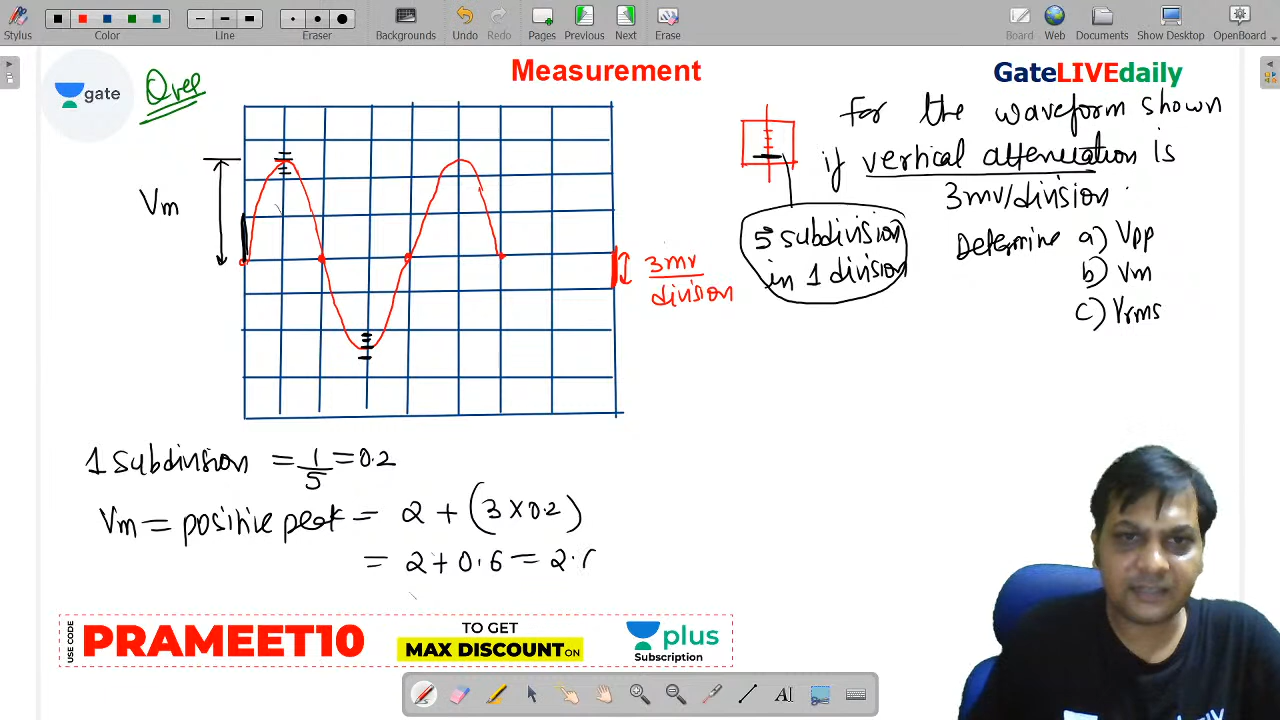 Stylus
Color
Line
Eraser
Backgrounds
Undo
Redo
Pages
Previous
Next
Erase
Board
Web
Documents
Show Desktop
OpenBoard
gate
Ques
Measurement
GateLIVEdaily
For the waveform shown
if vertical attenuation is
3mv/division.
Determine a) Vpp
b) Vm
c) Vrms
5 subdivision
in 1 division
Vm
3mv
division
1 subdivision = 1/5 = 0.2
Vm = positive peak = 2 + (3 × 0.2)
= 2 + 0.6 = 2.
USE CODE
PRAMEET10
TO GET
MAX DISCOUNT ON
plus
Subscription